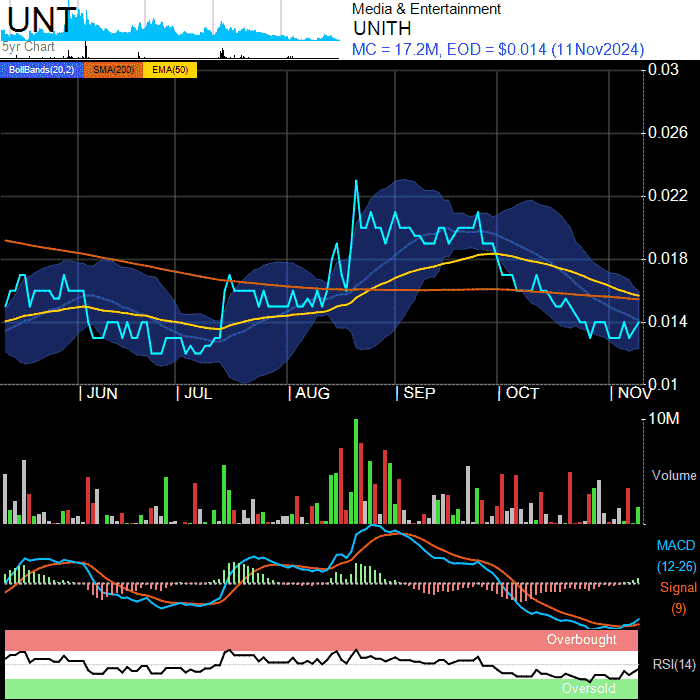 UNT
5yr Chart
Media & Entertainment
UNITH
MC = 17.2M, EOD = $0.014 (11Nov2024)
BollBands(20,2) SMA(200) EMA(50)
0.03
0.026
0.022
0.018
0.014
0.01
JUN JUL AUG SEP OCT NOV
10M
Volume
MACD
(12-26)
Signal
(9)
Overbought
RSI(14)
Oversold